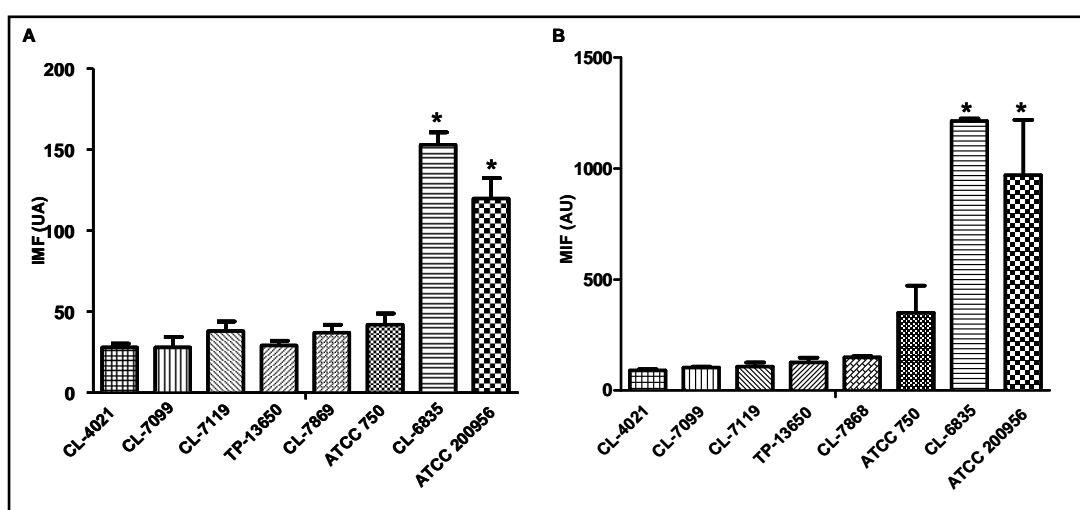 A
200
150
100
50
0
IMF (UA)
*
*
CL-4021
CL-7099
CL-7119
TP-13650
CL-7869
ATCC 750
CL-6835
ATCC 200956
B
1500
1000
500
0
MIF (AU)
*
*
CL-4021
CL-7099
CL-7119
TP-13650
CL-7868
ATCC 750
CL-6835
ATCC 200956